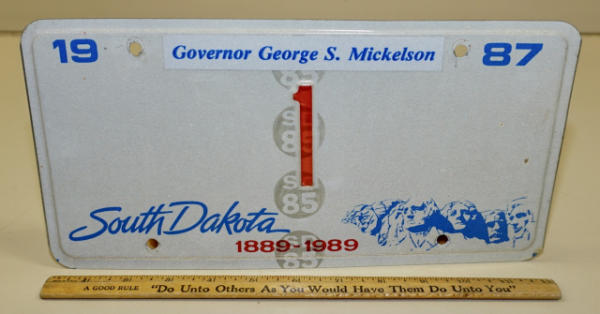 19 87
Governor George S. Mickelson
85
1
S D
85
S D
85
South Dakota
1889-1989
A GOOD RULE "Do Unto Others As You Would Have Them Do Unto You"